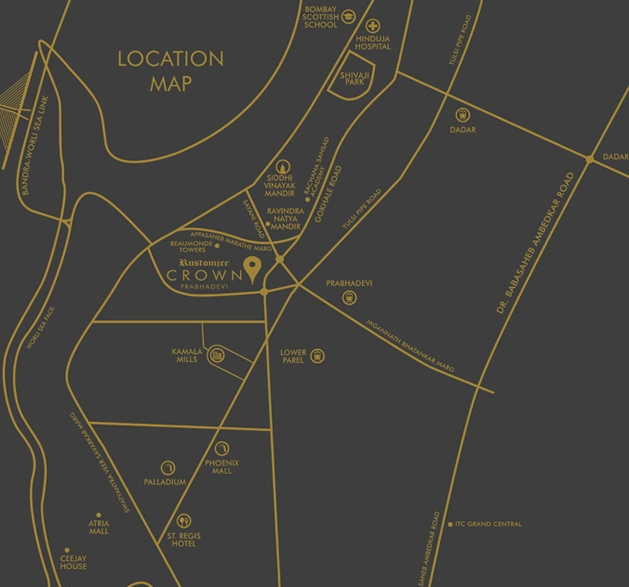 BOMBAY
SCOTTISH
SCHOOL
HINDUJA
HOSPITAL
TULSI PIPE ROAD
LOCATION
MAP
SHIVAJI
PARK
BANDRA-WORLI SEA LINK
DADAR
DADAR
SIDDHI
VINAYAK
MANDIR
RACHANA SANSAD
ACADEMY
GOKHALE ROAD
TULSI PIPE ROAD
SAYANI ROAD
RAVINDRA
NATYA
MANDIR
DR. BABASAHEB AMBEDKAR ROAD
APPASAHEB MARATHE MARG
BEAUMONDE
TOWERS
Rustomjee
CROWN
PRABHADEVI
PRABHADEVI
WORLI SEA FACE
JAGANNATH BHATANKAR MARG
KAMALA
MILLS
LOWER
PAREL
SWATANTRA VEER SAVARKAR MARG
PHOENIX
MALL
PALLADIUM
ATRIA
MALL
ST. REGIS
HOTEL
ITC GRAND CENTRAL
CEEJAY
HOUSE
SAHEB AMBEDKAR ROAD